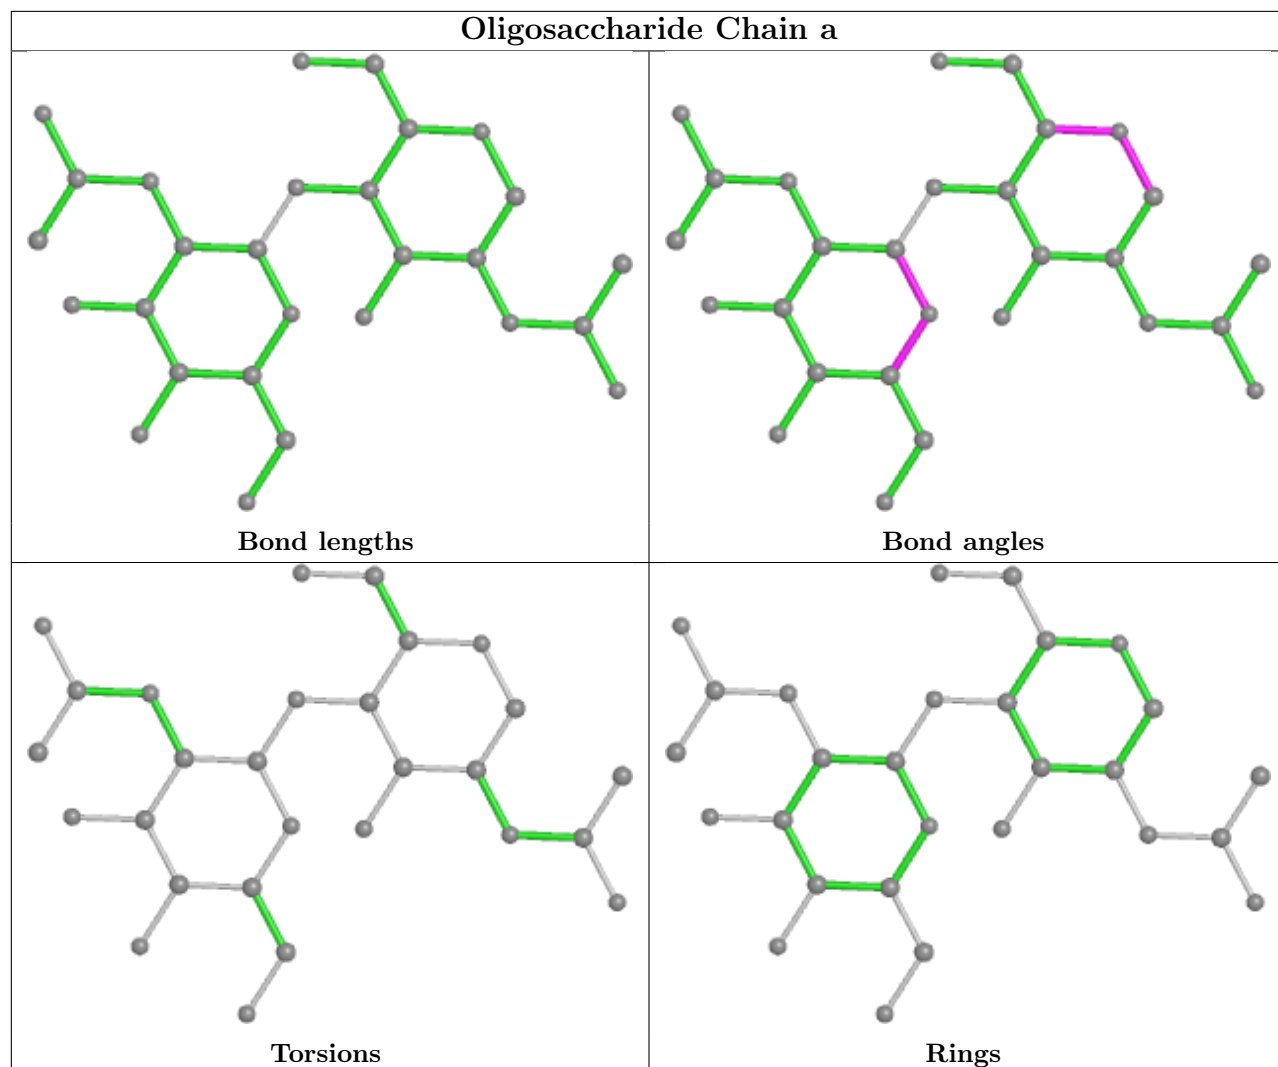 Oligosaccharide Chain a
Bond lengths
Bond angles
Torsions
Rings